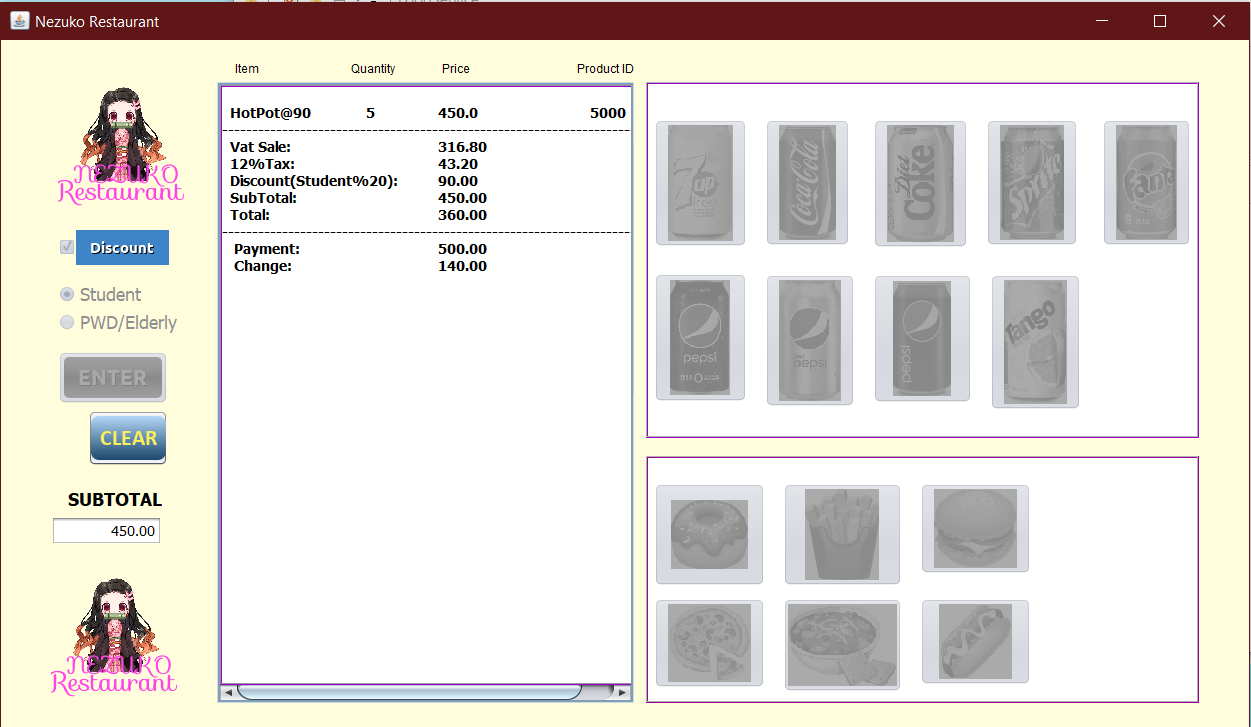 Nezuko Restaurant
Item Quantity Price Product ID
HotPot@90 5 450.0 5000
Vat Sale: 316.80
12%Tax: 43.20
Discount(Student%20): 90.00
SubTotal: 450.00
Total: 360.00
Payment: 500.00
Change: 140.00
NEZUKO
Restaurant
Discount
Student
PWD/Elderly
ENTER
CLEAR
SUBTOTAL
450.00
NEZUKO
Restaurant
7up
free
Coca-Cola
Diet
Coke
Sprite
Fanta
pepsi
pepsi
pepsi
Tango